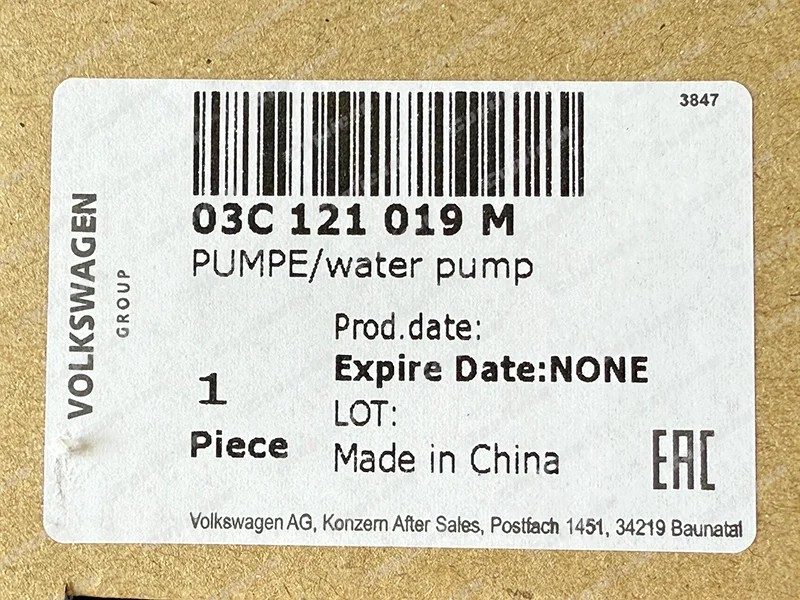 3847
03C 121 019 M
PUMPE/water pump
VOLKSWAGEN
GROUP
Prod.date:
Expire Date:NONE
1
LOT:
Piece
Made in China
EAC
Volkswagen AG, Konzern After Sales, Postfach 1451, 34219 Baunatal